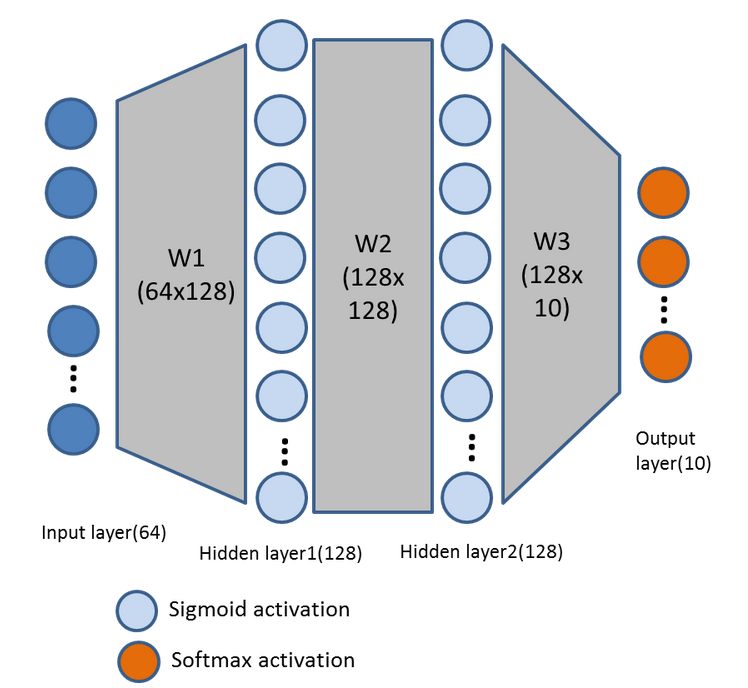 W1
(64x128)
W2
(128x
128)
W3
(128x
10)
Input layer(64)
Hidden layer1(128)
Hidden layer2(128)
Output
layer(10)
Sigmoid activation
Softmax activation